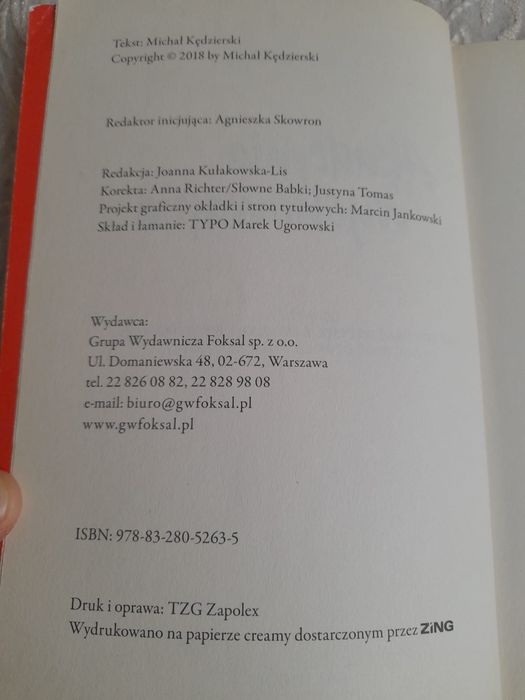 Tekst: Michał Kędzierski
Copyright © 2018 by Michał Kędzierski
Redaktor inicjująca: Agnieszka Skowron
Redakcja: Joanna Kułakowska-Lis
Korekta: Anna Richter/Słowne Babki; Justyna Tomas
Projekt graficzny okładki i stron tytułowych: Marcin Jankowski
Skład i łamanie: TYPO Marek Ugorowski
Wydawca:
Grupa Wydawnicza Foksal sp. z o.o.
Ul. Domaniewska 48, 02-672, Warszawa
tel. 22 826 08 82, 22 828 98 08
e-mail: biuro@gwfoksal.pl
www.gwfoksal.pl
ISBN: 978-83-280-5263-5
Druk i oprawa: TZG Zapolex
Wydrukowano na papierze creamy dostarczonym przez ZiNG